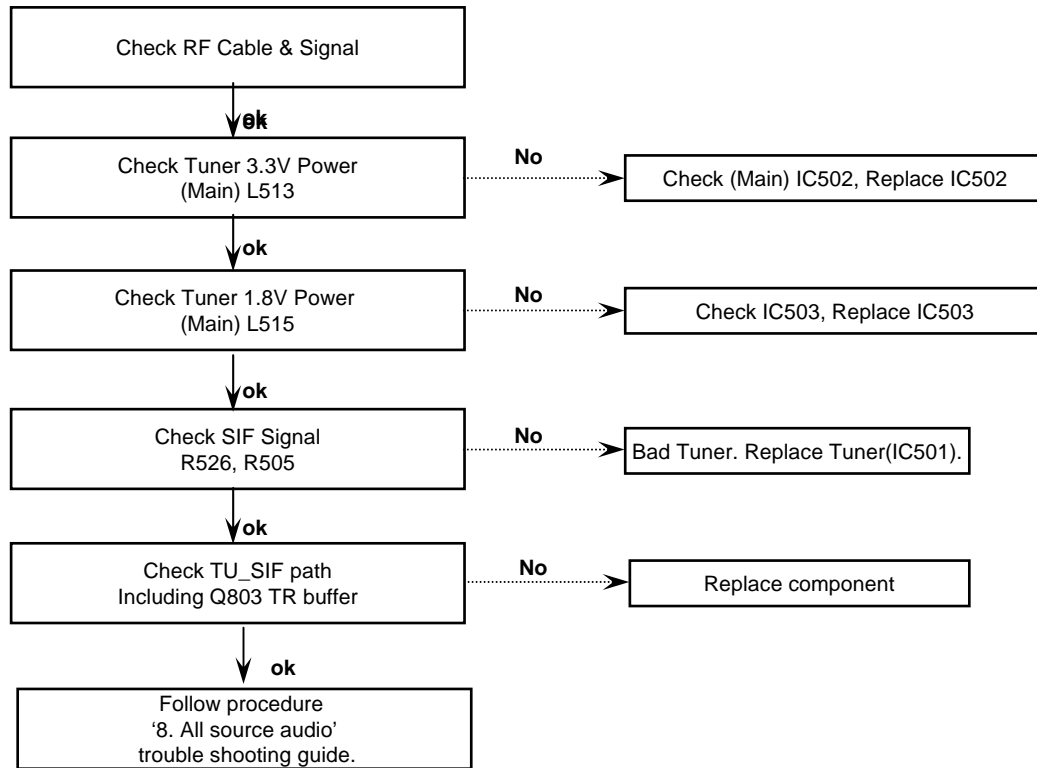 Check RF Cable & Signal
ok
ok
Check Tuner 3.3V Power
(Main) L513
No
Check (Main) IC502, Replace IC502
ok
Check Tuner 1.8V Power
(Main) L515
No
Check IC503, Replace IC503
ok
Check SIF Signal
R526, R505
No
Bad Tuner. Replace Tuner(IC501).
ok
Check TU_SIF path
Including Q803 TR buffer
No
Replace component
ok
Follow procedure
‘8. All source audio’
trouble shooting guide.